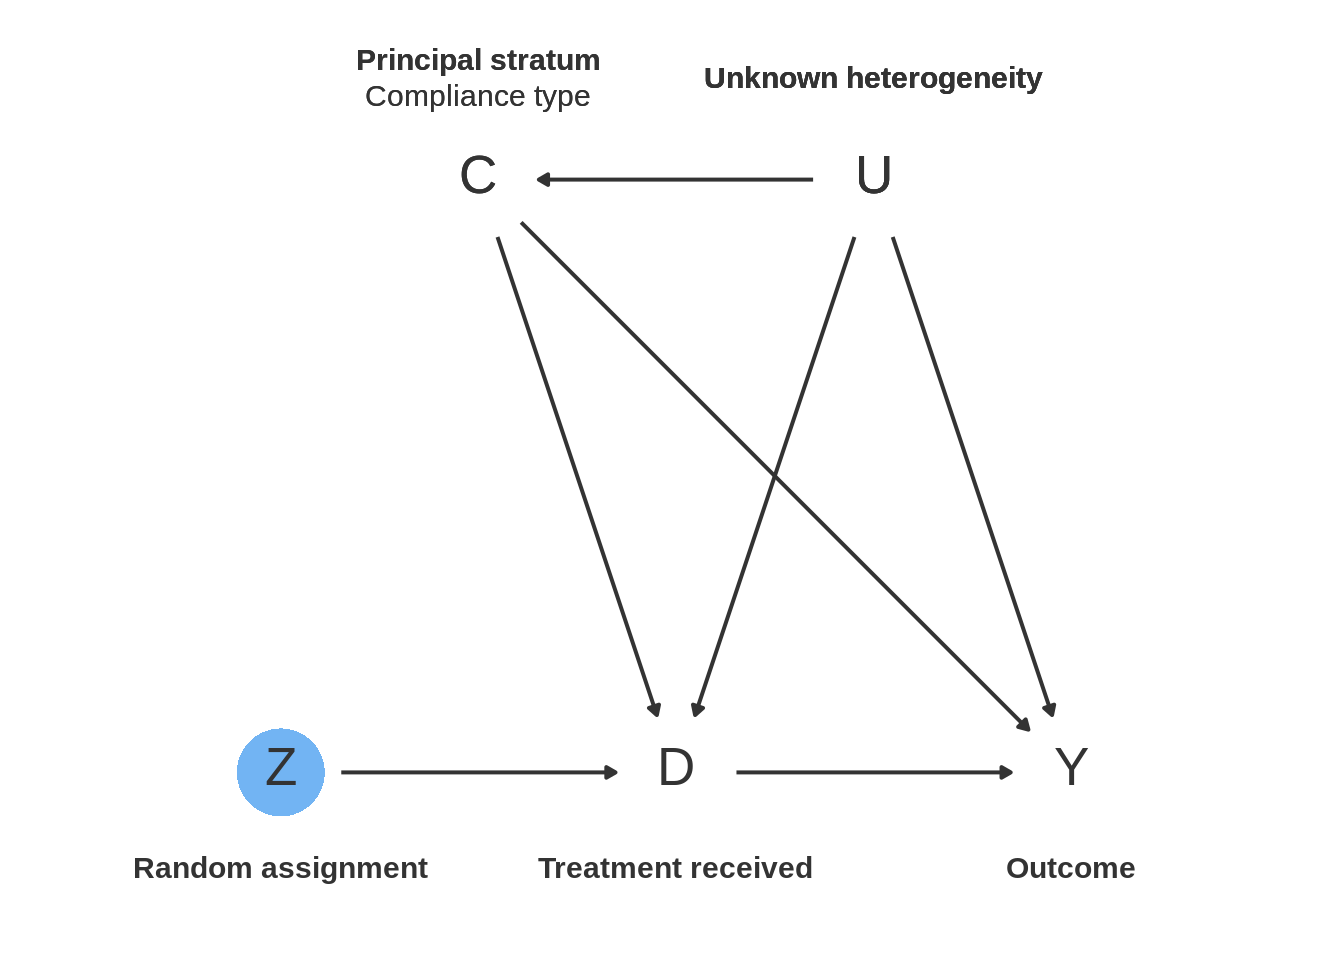 Principal stratum
Compliance type
Unknown heterogeneity
C
U
Z
D
Y
Random assignment
Treatment received
Outcome